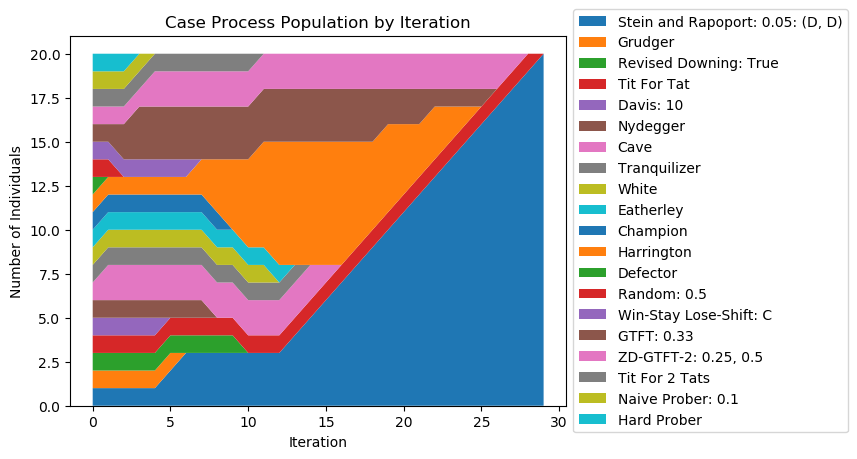 Case Process Population by Iteration
20.0
17.5
15.0
12.5
10.0
7.5
5.0
2.5
0.0
Number of Individuals
0 5 10 15 20 25 30
Iteration
Stein and Rapoport: 0.05: (D, D)
Grudger
Revised Downing: True
Tit For Tat
Davis: 10
Nydegger
Cave
Tranquilizer
White
Eatherley
Champion
Harrington
Defector
Random: 0.5
Win-Stay Lose-Shift: C
GTFT: 0.33
ZD-GTFT-2: 0.25, 0.5
Tit For 2 Tats
Naive Prober: 0.1
Hard Prober